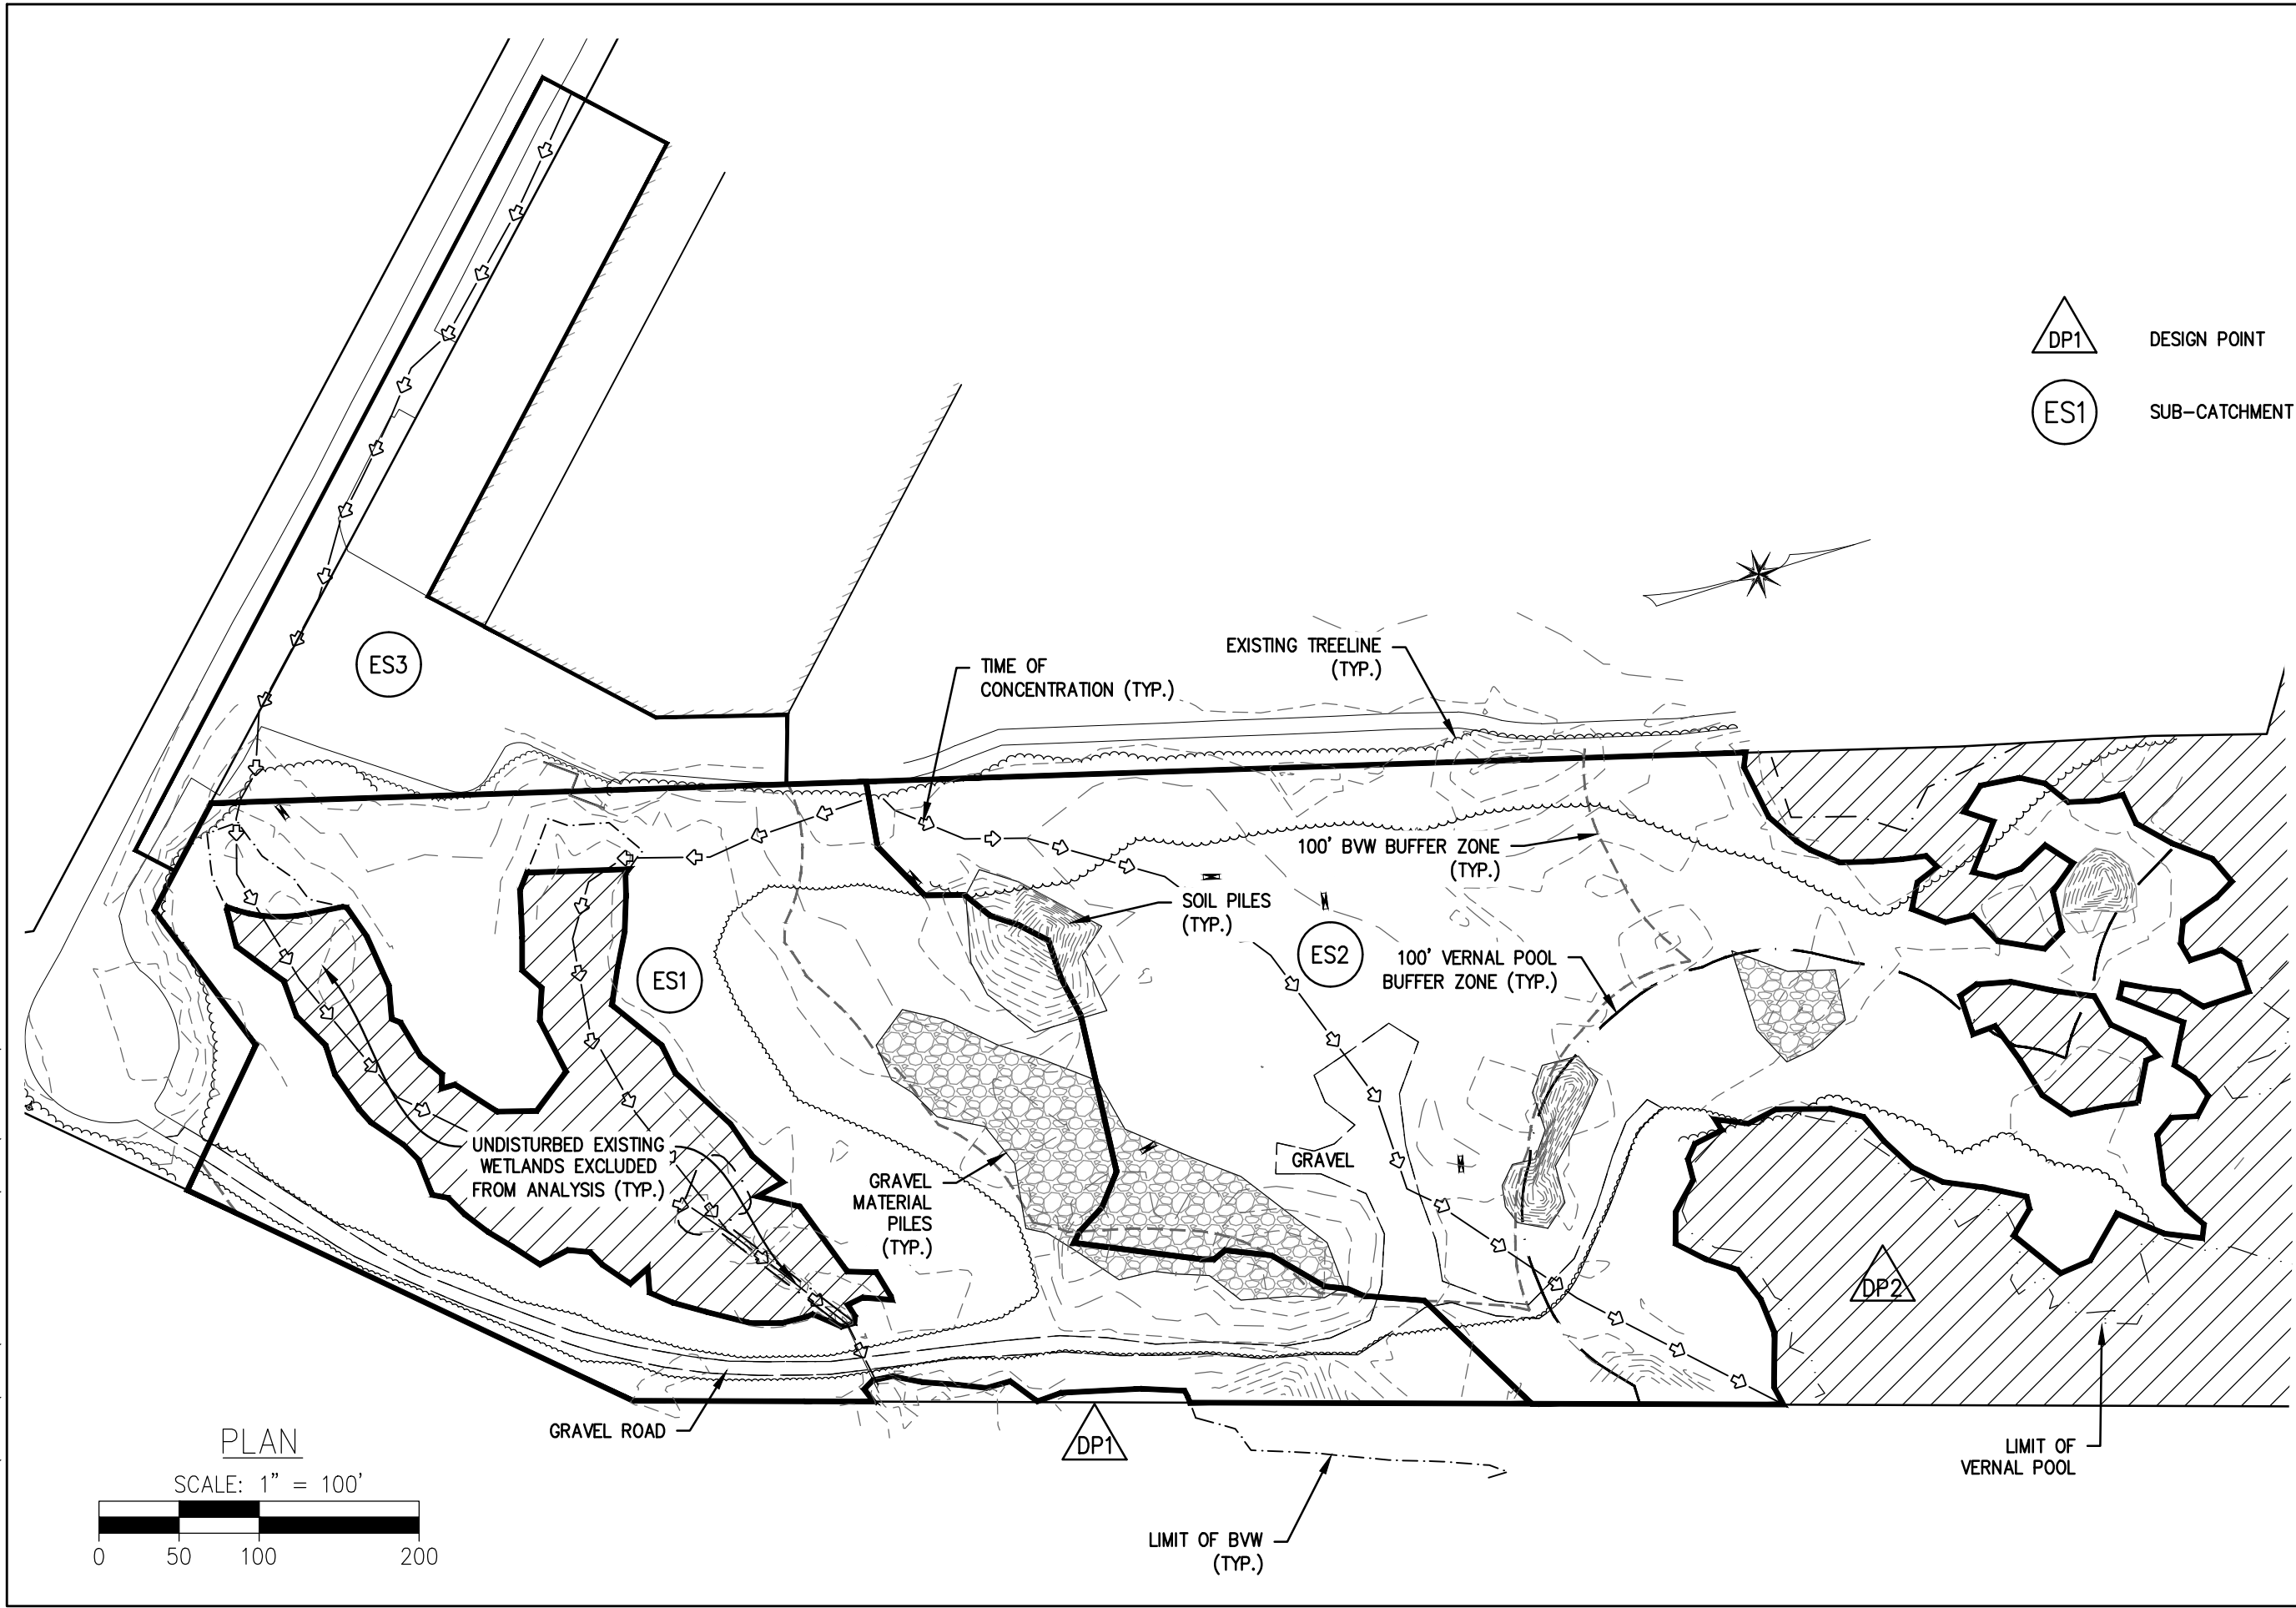 DP1
DESIGN POINT
ES1
SUB-CATCHMENT
ES3
TIME OF
CONCENTRATION (TYP.)
EXISTING TREELINE
(TYP.)
100' BVW BUFFER ZONE
(TYP.)
SOIL PILES
(TYP.)
ES2
100' VERNAL POOL
BUFFER ZONE (TYP.)
ES1
UNDISTURBED EXISTING
WETLANDS EXCLUDED
FROM ANALYSIS (TYP.)
GRAVEL
MATERIAL
PILES
(TYP.)
GRAVEL
DP2
GRAVEL ROAD
DP1
LIMIT OF
VERNAL POOL
LIMIT OF BVW
(TYP.)
PLAN
SCALE: 1" = 100'
0 50 100 200